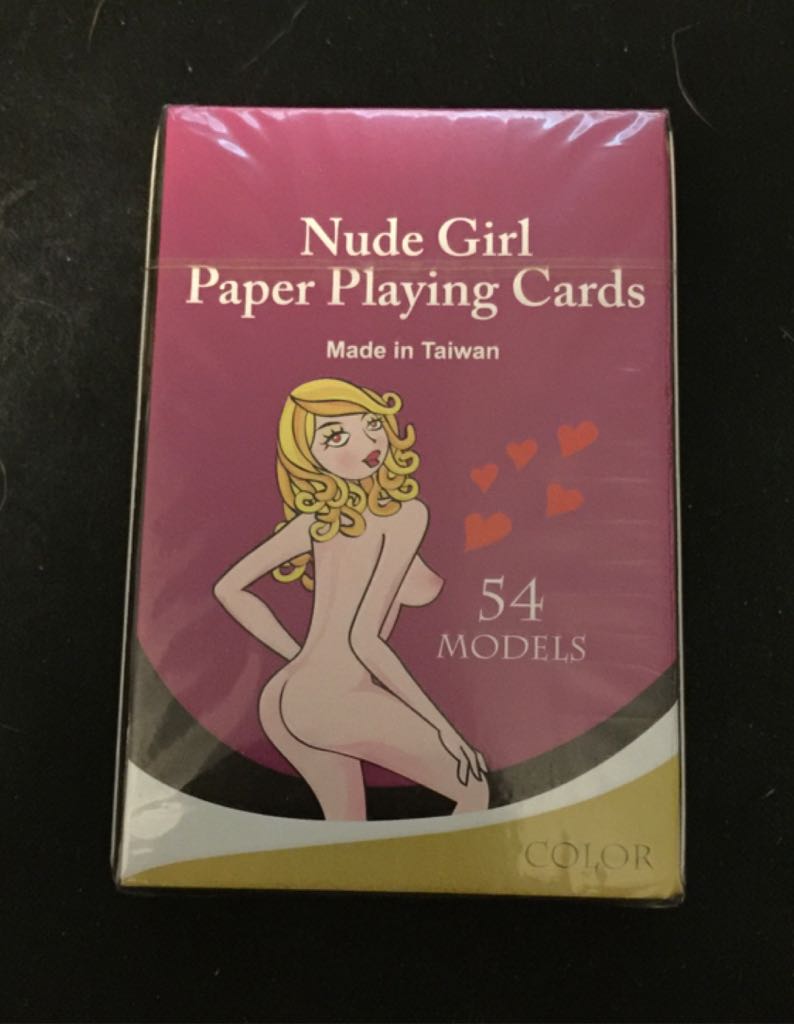 Nude Girl
Paper Playing Cards
Made in Taiwan
54
MODELS
COLOR